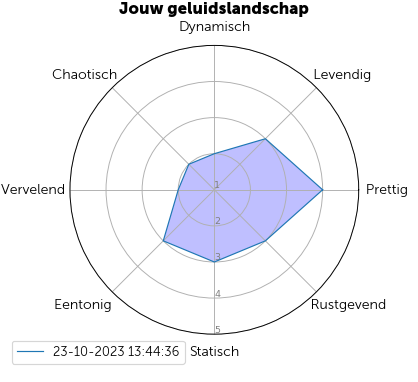 Jouw geluidslandschap
Dynamisch
Chaotisch
Levendig
Vervelend
Prettig
1
2
3
4
5
Eentonig
Rustgevend
23-10-2023 13:44:36
Statisch